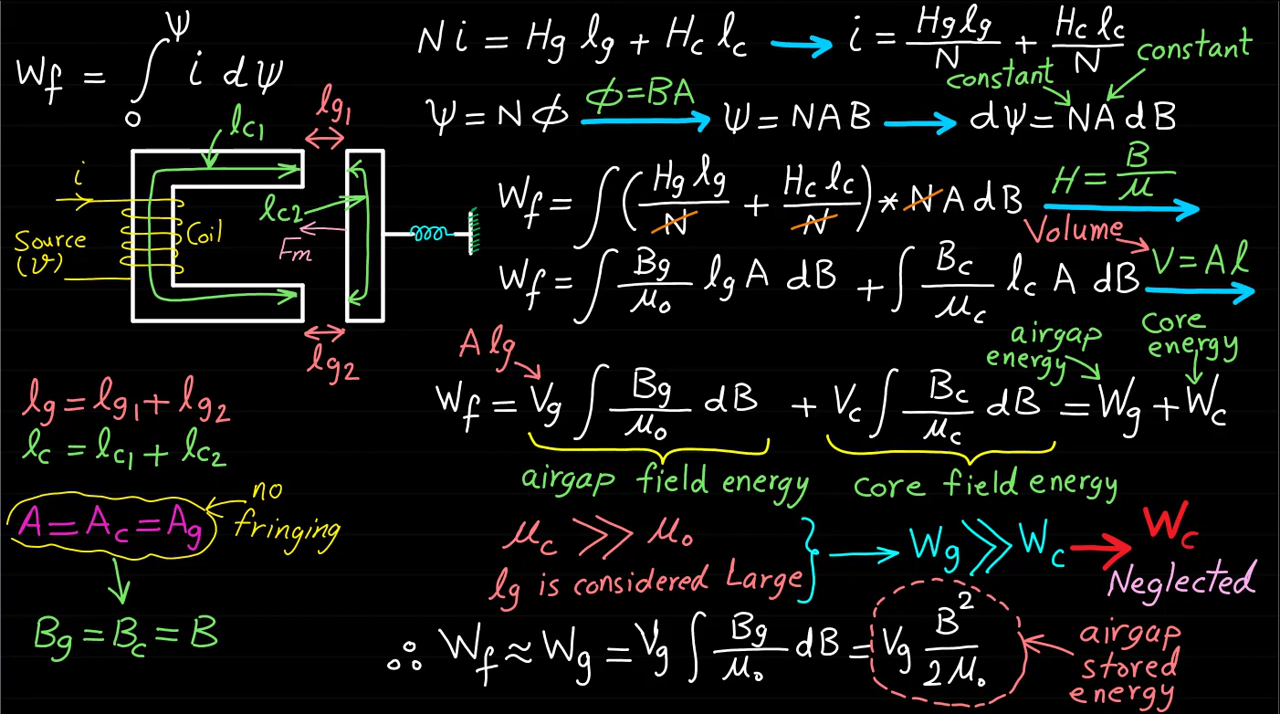 Wf = ∫₀^Ψ i dΨ
Ni = Hg lg + Hc lc → i = Hg lg / N + Hc lc / N
constant
constant
Ψ = Nϕ
ϕ=BA
Ψ = NAB → dΨ = NA dB
lg1
lc1
i
lc2
Coil
Source
(v)
Fm
lg2
Wf = ∫(Hg lg / N + Hc lc / N) * NA dB
H = B/μ
Volume
Wf = ∫ Bg/μ₀ lg A dB + ∫ Bc/μc lc A dB
V = Al
A lg
airgap
energy
core
energy
Wf = Vg ∫ Bg/μ₀ dB + Vc ∫ Bc/μc dB = Wg + Wc
airgap field energy
core field energy
lg = lg1 + lg2
lc = lc1 + lc2
A = Ac = Ag
no
fringing
Bg = Bc = B
μc >> μ₀
lg is considered Large
} → Wg >> Wc → Wc
Neglected
∴ Wf ≈ Wg = Vg ∫ Bg/μ₀ dB = Vg B²/2μ₀
airgap
stored
energy